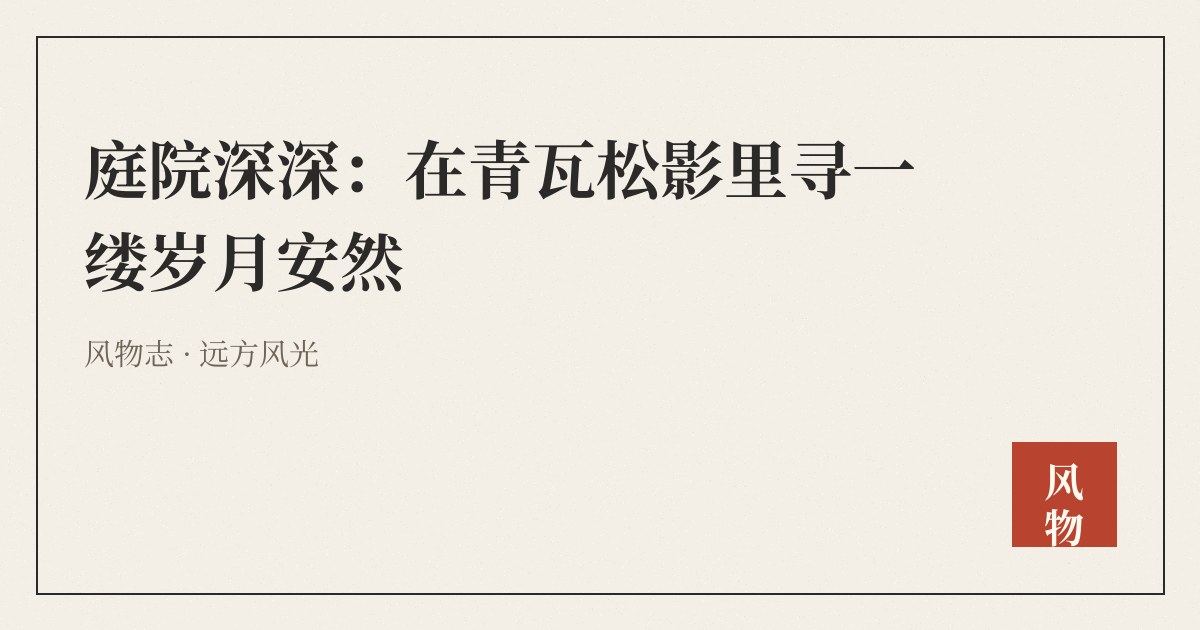 庭院深深：在青瓦松影里寻一
缕岁月安然
风物志 · 远方风光
风
物